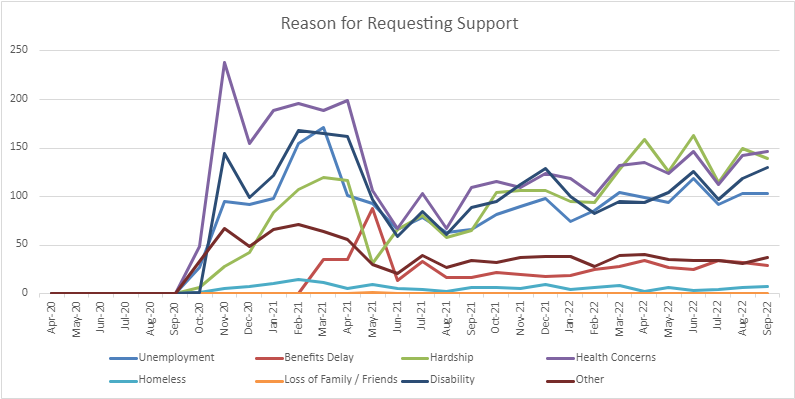 Reason for Requesting Support
250
200
150
100
50
0
Apr-20 May-20 Jun-20 Jul-20 Aug-20 Sep-20 Oct-20 Nov-20 Dec-20 Jan-21 Feb-21 Mar-21 Apr-21 May-21 Jun-21 Jul-21 Aug-21 Sep-21 Oct-21 Nov-21 Dec-21 Jan-22 Feb-22 Mar-22 Apr-22 May-22 Jun-22 Jul-22 Aug-22 Sep-22
Unemployment Benefits Delay Hardship Health Concerns
Homeless Loss of Family / Friends Disability Other